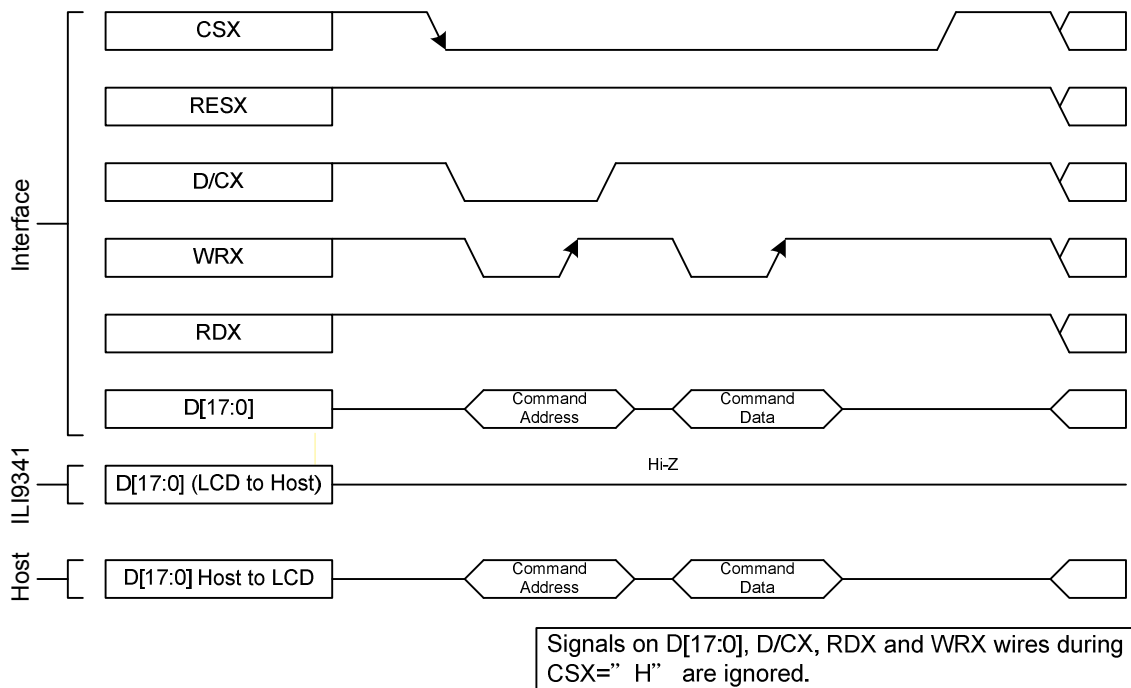 CSX
RESX
D/CX
WRX
RDX
D[17:0]
Command
Address
Command
Data
Interface
D[17:0] (LCD to Host)
Hi-Z
ILI9341
D[17:0] Host to LCD
Command
Address
Command
Data
Host
Signals on D[17:0], D/CX, RDX and WRX wires during
CSX=” H” are ignored.